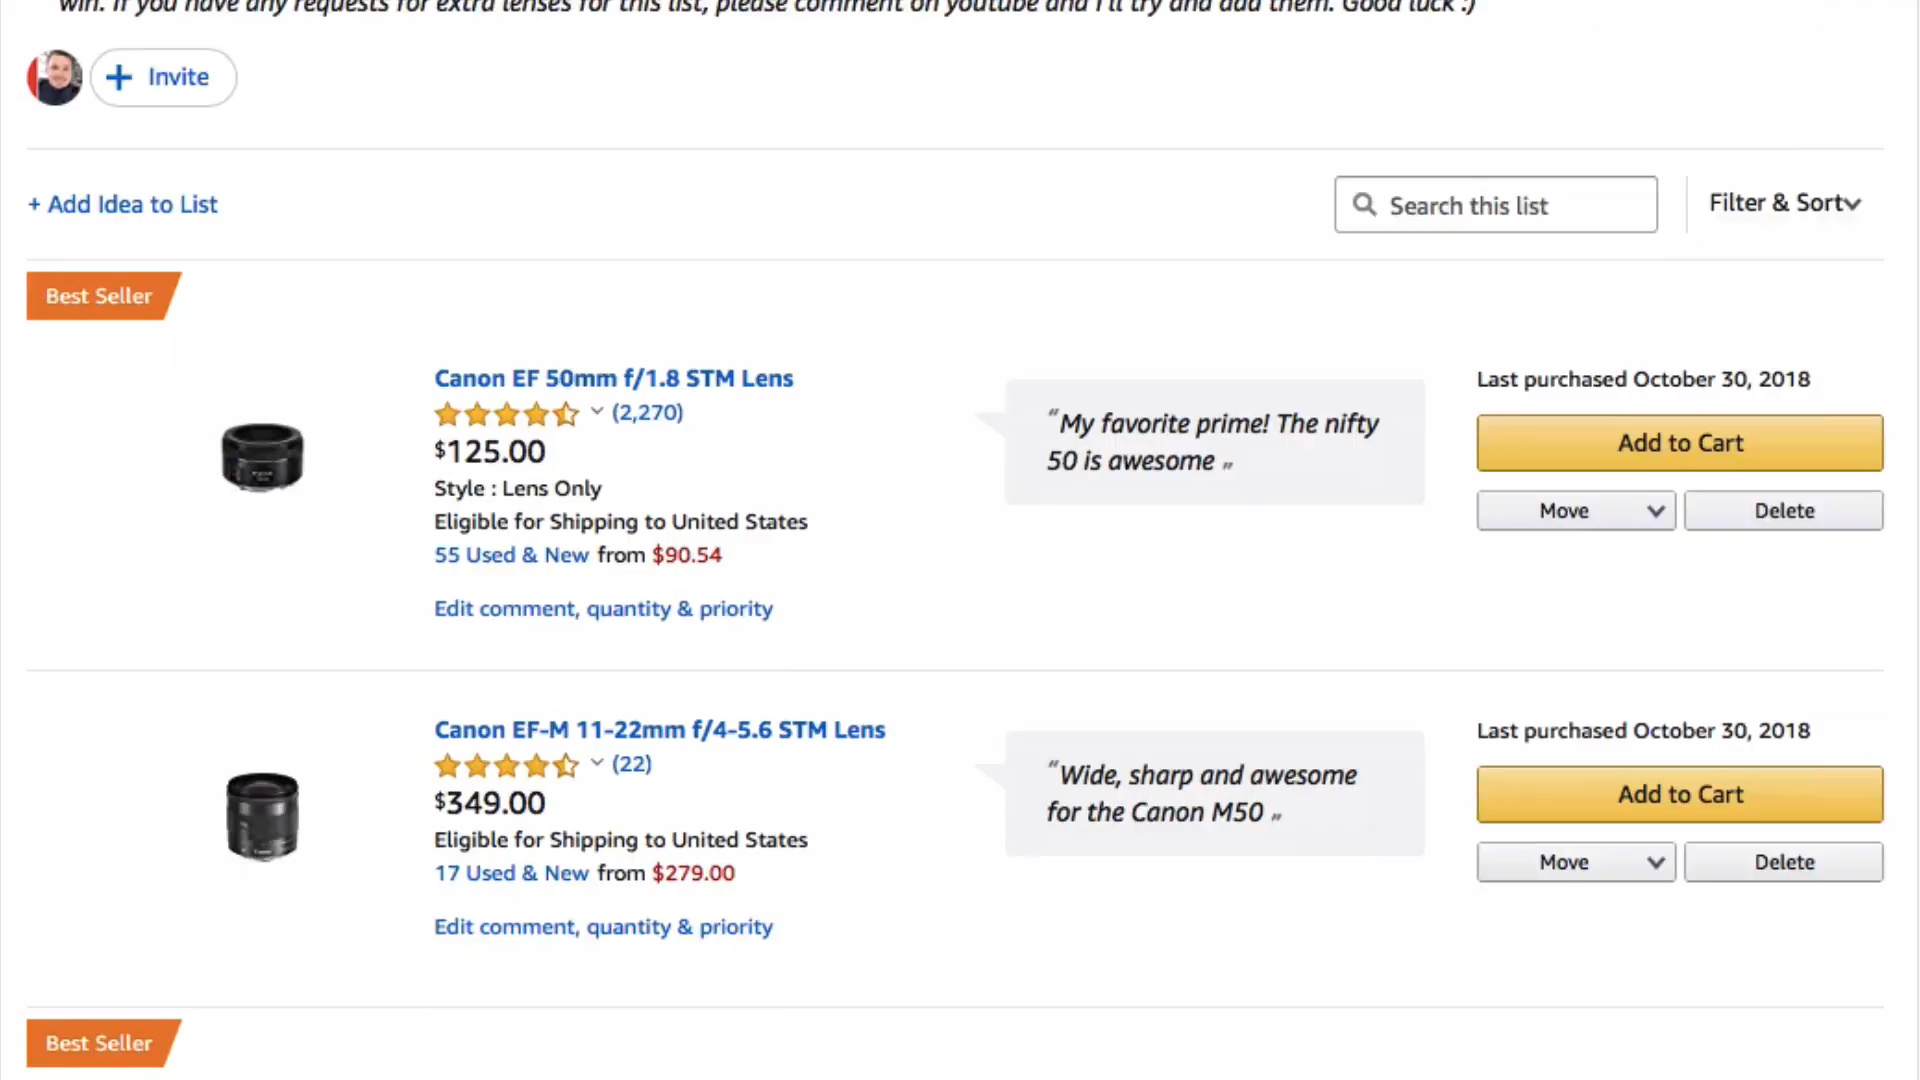 win. If you have any requests for extra lenses for this list, please comment on youtube and I'll try and add them. Good luck :)
+ Invite
+ Add Idea to List
Search this list
Filter & Sort
Best Seller
Canon EF 50mm f/1.8 STM Lens
(2,270)
$125.00
Style : Lens Only
Eligible for Shipping to United States
55 Used & New from $90.54
Edit comment, quantity & priority
"My favorite prime! The nifty
50 is awesome "
Last purchased October 30, 2018
Add to Cart
Move
Delete
Canon EF-M 11-22mm f/4-5.6 STM Lens
(22)
$349.00
Eligible for Shipping to United States
17 Used & New from $279.00
Edit comment, quantity & priority
"Wide, sharp and awesome
for the Canon M50 "
Last purchased October 30, 2018
Add to Cart
Move
Delete
Best Seller